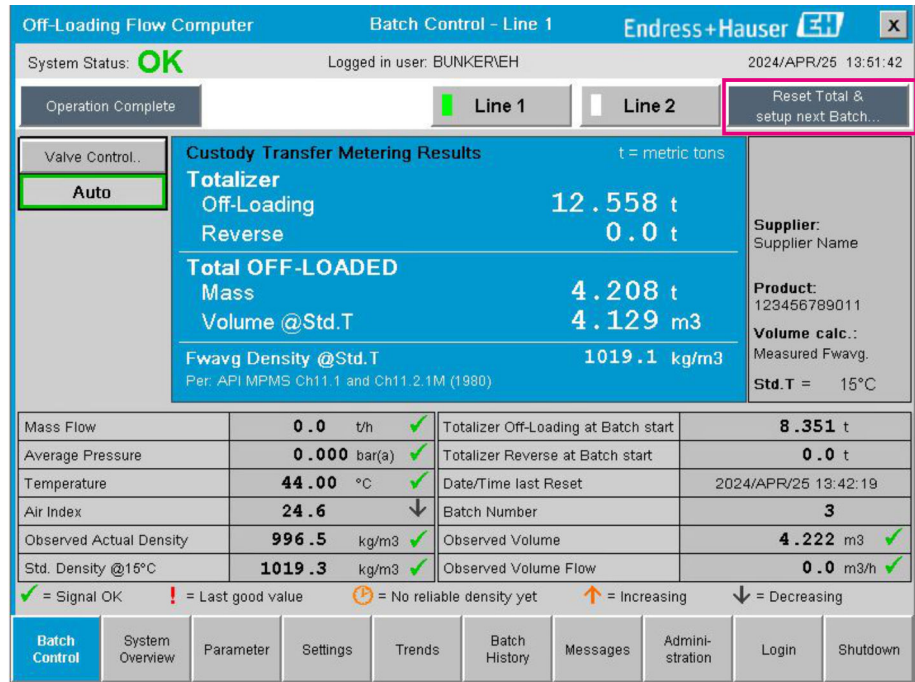 Off-Loading Flow Computer Batch Control - Line 1 Endress+Hauser EH X
System Status: OK Logged in user: BUNKER\EH 2024/APR/25 13:51:42
Operation Complete Line 1 Line 2 Reset Total &
setup next Batch...
Valve Control..
Auto
Custody Transfer Metering Results t = metric tons
Totalizer
Off-Loading 12.558 t
Reverse 0.0 t
Total OFF-LOADED
Mass 4.208 t
Volume @Std.T 4.129 m3
Fwavg Density @Std.T 1019.1 kg/m3
Per: API MPMS Ch11.1 and Ch11.2.1M (1980)
Supplier:
Supplier Name
Product:
123456789011
Volume calc.:
Measured Fwavg.
Std.T = 15°C
Mass Flow 0.0 t/h Totalizer Off-Loading at Batch start 8.351 t
Average Pressure 0.000 bar(a) Totalizer Reverse at Batch start 0.0 t
Temperature 44.00 °C Date/Time last Reset 2024/APR/25 13:42:19
Air Index 24.6 Batch Number 3
Observed Actual Density 996.5 kg/m3 Observed Volume 4.222 m3
Std. Density @15°C 1019.3 kg/m3 Observed Volume Flow 0.0 m3/h
= Signal OK = Last good value = No reliable density yet = Increasing = Decreasing
Batch
Control
System
Overview
Parameter
Settings
Trends
Batch
History
Messages
Admini-
stration
Login
Shutdown